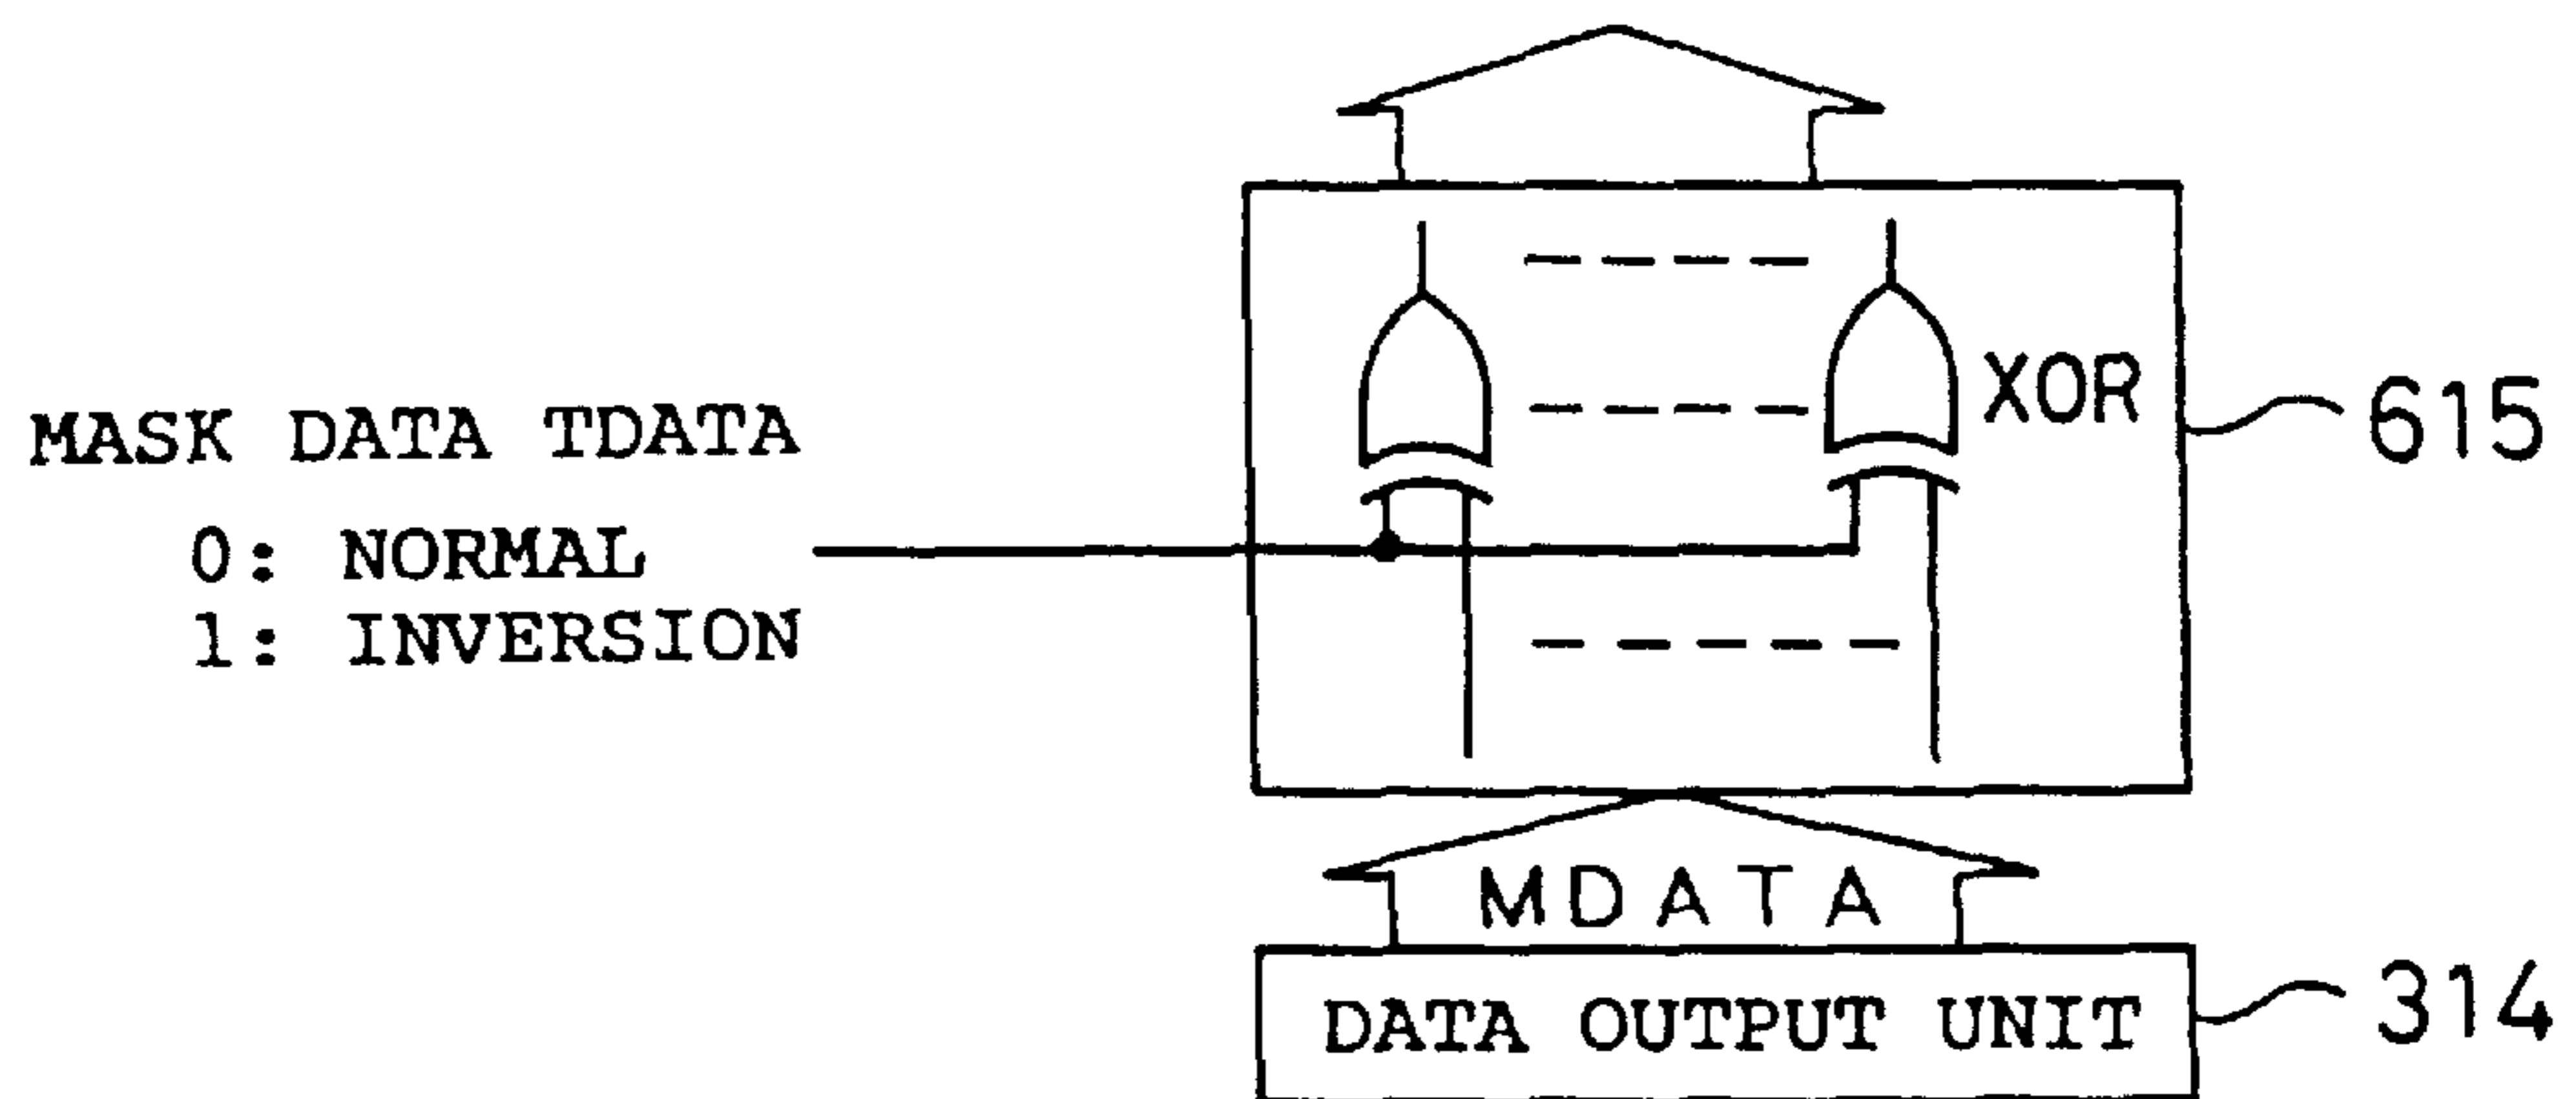 XOR
615
MASK DATA TDATA
0: NORMAL
1: INVERSION
MDATA
DATA OUTPUT UNIT
314